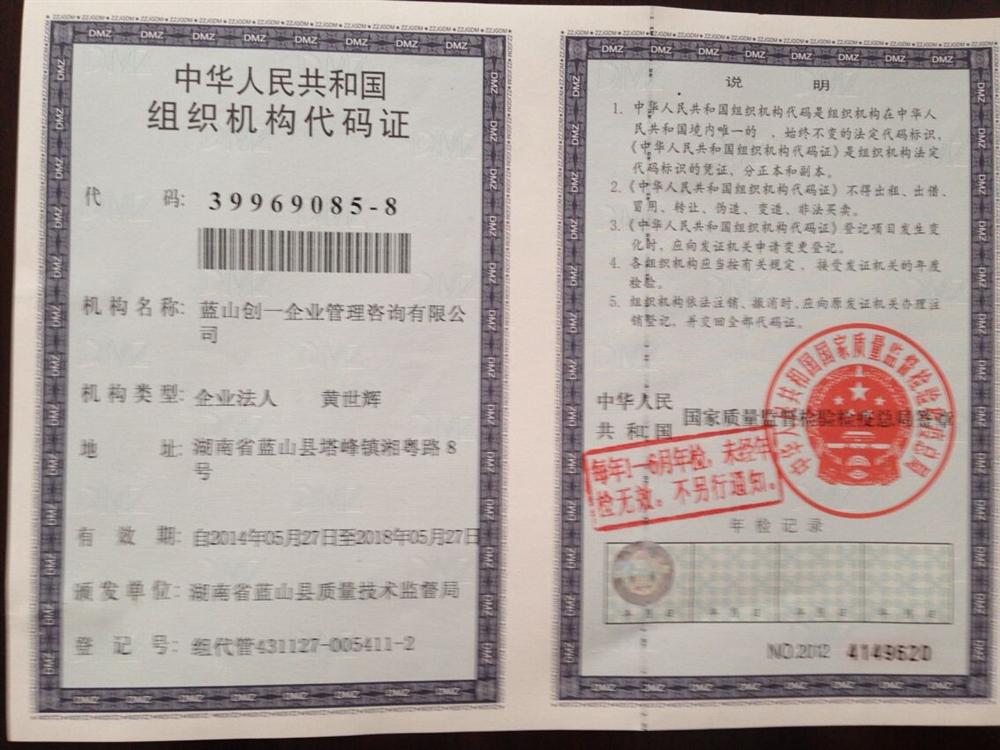 中华人民共和国
组织机构代码证
代 码: 39969085-8
机构名称: 蓝山创一企业管理咨询有限公
司
机构类型: 企业法人 黄世辉
地 址: 湖南省蓝山县塔峰镇湘粤路8
号
有 效 期: 自2014年05月27日至2018年05月27日
颁发单位: 湖南省蓝山县质量技术监督局
登 记 号: 组代管431127-005411-2
说 明
1. 中华人民共和国组织机构代码是组织机构在中华人
民共和国境内唯一的 、始终不变的法定代码标识，
《中华人民共和国组织机构代码证》是组织机构法定
代码标识的凭证，分正本和副本。
2.《中华人民共和国组织机构代码证》不得出租、出借、
冒用、转让、伪造、变造、非法买卖。
3.《中华人民共和国组织机构代码证》登记项目发生变
化时，应向发证机关申请变更登记。
4. 各组织机构应当按有关规定，接受发证机关的年度
检验。
5. 组织机构依法注销、撤消时，应向原发证机关办理注
销登记，并交回全部代码证。
中华人民
共 和 国 国家质量监督检验检疫总局签章
每年1—6月年检，未经年
检无效。不另行通知。
年检记录
年 月 日 年 月 日 年 月 日 年 月 日
NO.2012 4149620